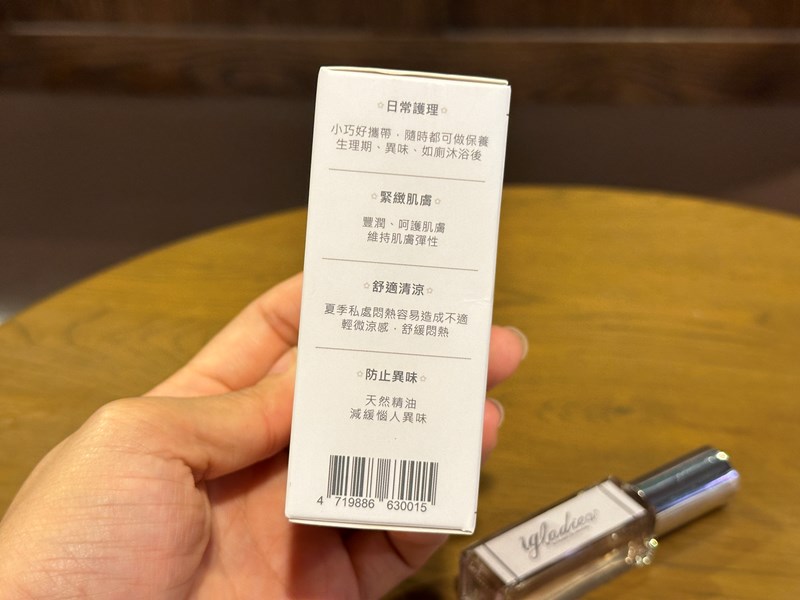 日常護理
小巧好攜帶．隨時都可做保養
生理期、異味、如廁沐浴後
緊緻肌膚
豐潤、呵護肌膚
維持肌膚彈性
舒適清涼
夏季私處悶熱容易造成不適
輕微涼感．舒緩悶熱
防止異味
天然精油
減緩惱人異味
4 719886 630015
igladies